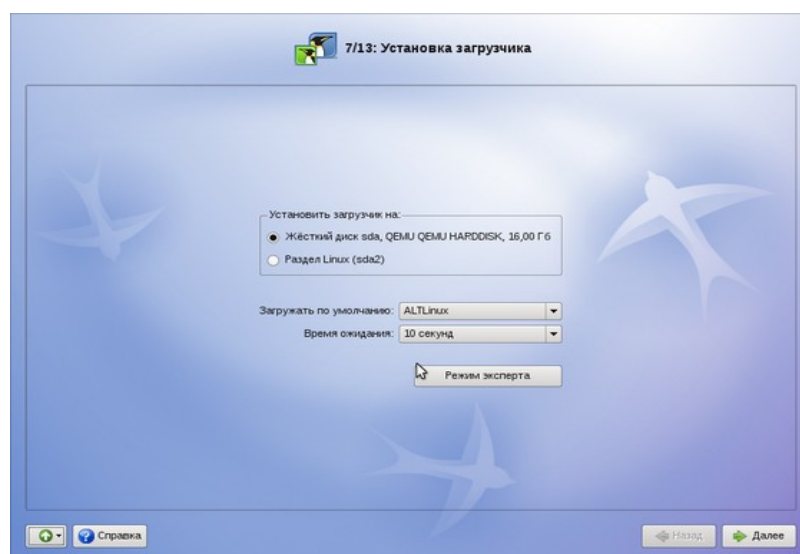 7/13: Установка загрузчика
Установить загрузчик на:
Жёсткий диск sda, QEMU QEMU HARDDISK, 16,00 Гб
Раздел Linux (sda2)
Загружать по умолчанию: ALTLinux
Время ожидания: 10 секунд
Режим эксперта
Справка
Назад
Далее